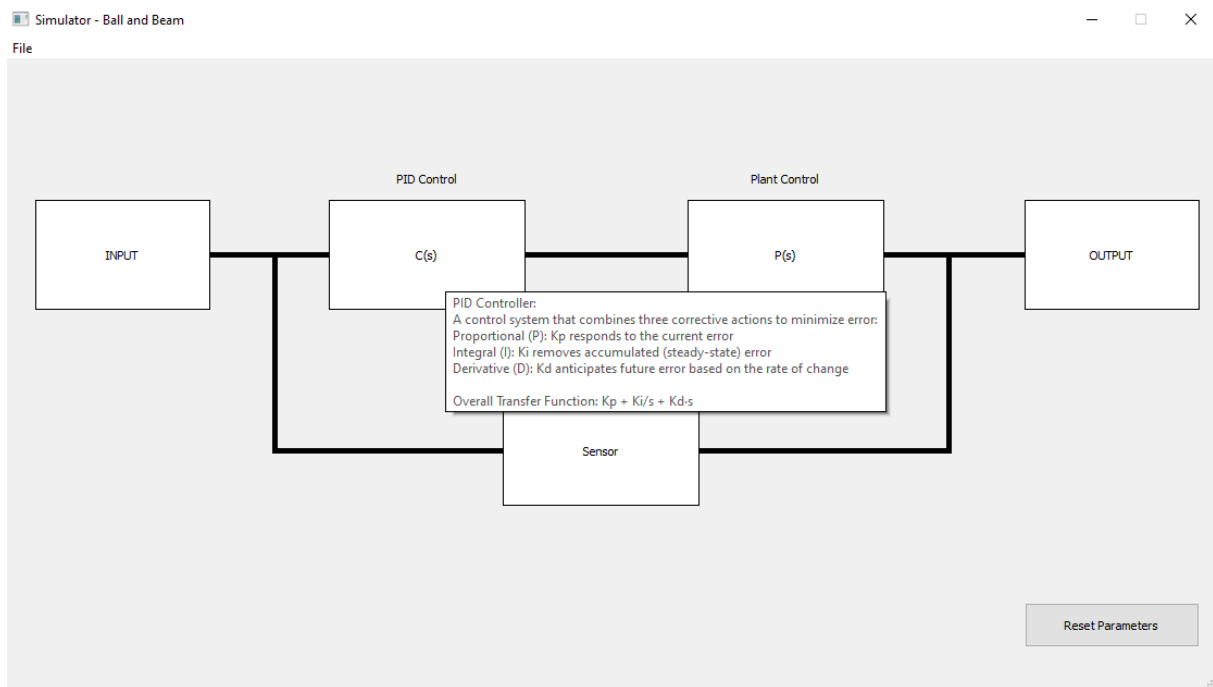 Simulator - Ball and Beam
File
PID Control
Plant Control
INPUT
C(s)
P(s)
OUTPUT
PID Controller:
A control system that combines three corrective actions to minimize error:
Proportional (P): Kp responds to the current error
Integral (I): Ki removes accumulated (steady-state) error
Derivative (D): Kd anticipates future error based on the rate of change
Overall Transfer Function: Kp + Ki/s + Kd·s
Sensor
Reset Parameters